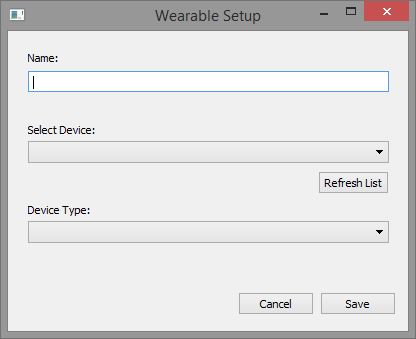 Wearable Setup
Name:
Select Device:
Refresh List
Device Type:
Cancel Save